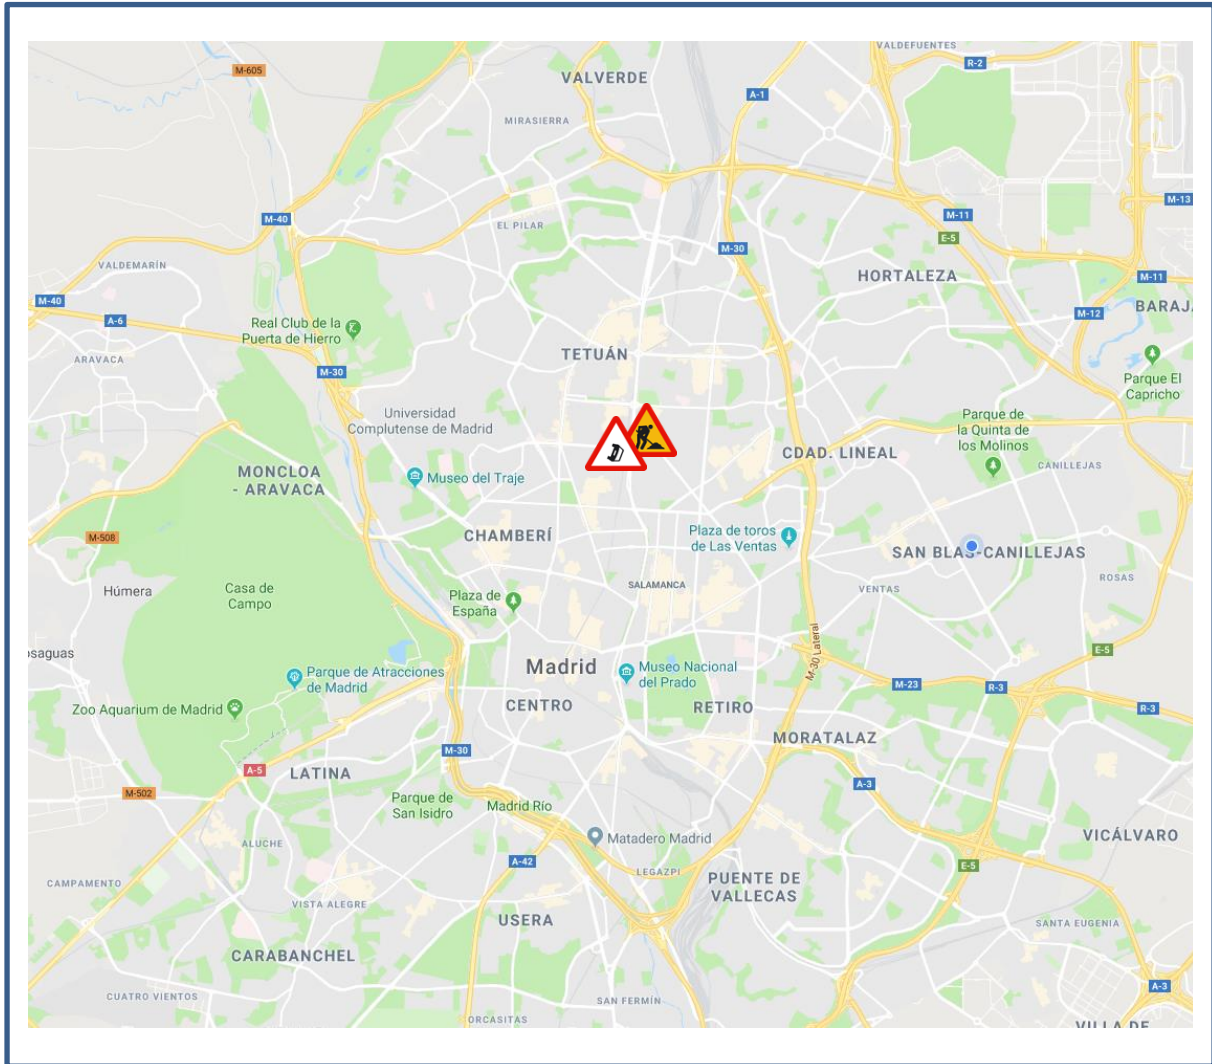 VALDEFUENTES
M-605
R-2
VALVERDE
A-1
MIRASIERRA
M-13
M-40
M-11
EL PILAR
E-5
M-30
VALDEMARÍN
HORTALEZA
M-11
M-40
BARAJ
M-12
A-6
Real Club de la
Puerta de Hierro
TETUÁN
ARAVACA
M-30
Parque El
Capricho
Universidad
Complutense de Madrid
Parque de
la Quinta de
los Molinos
CDAD. LINEAL
CANILLEJAS
MONCLOA
- ARAVACA
Museo del Traje
CHAMBERÍ
Plaza de toros
de Las Ventas
M-508
SAN BLAS-CANILLEJAS
ROSAS
Húmera
Casa de
Campo
SALAMANCA
VENTAS
Plaza de
España
M-30 Lateral
osaguas
E-5
Madrid
Museo Nacional
del Prado
Parque de Atracciones
de Madrid
M-23
R-3
Zoo Aquarium de Madrid
CENTRO
RETIRO
R-3
MORATALAZ
M-30
A-5
LATINA
A-3
M-502
Parque de
San Isidro
Madrid Río
Matadero Madrid
VICÁLVARO
ALUCHE
A-42
LEGAZPI
E-5
CAMPAMENTO
PUENTE DE
VALLECAS
VISTA ALEGRE
USERA
SANTA EUGENIA
CARABANCHEL
A-3
CUATRO VIENTOS
SAN FERMÍN
ORCASITAS
VILLA DE